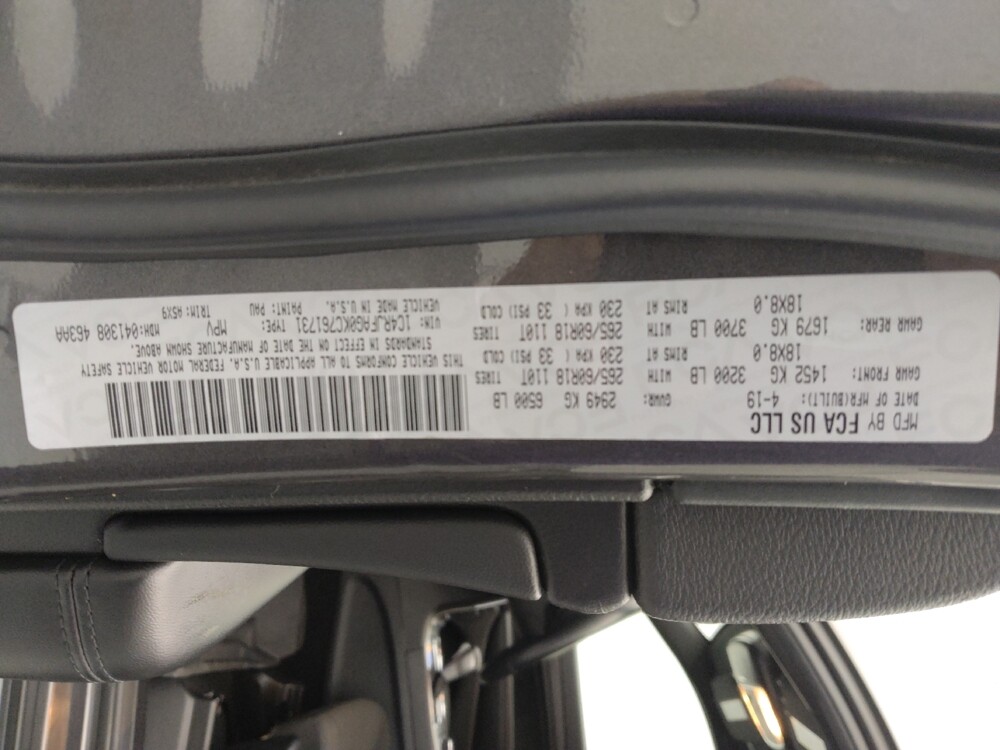 MFD BY FCA US LLC
DATE OF MFR(BUILT): 4-19 GVWR: 2949 KG 6500 LB
GAWR FRONT: 1452 KG 3200 LB WITH 265/60R18 110T TIRES
18X8.0 RIMS AT 230 KPA ( 33 PSI) COLD
GAWR REAR: 1679 KG 3700 LB WITH 265/60R18 110T TIRES
18X8.0 RIMS AT 230 KPA ( 33 PSI) COLD
THIS VEHICLE CONFORMS TO ALL APPLICABLE U.S.A. FEDERAL MOTOR VEHICLE SAFETY
STANDARDS IN EFFECT ON THE DATE OF MANUFACTURE SHOWN ABOVE.
VIN: 1C4RJFAG0KC761731 TYPE: MPV MDH:041308 463AA
VEHICLE MADE IN U.S.A. PAINT: PAU TRIM: A5X9